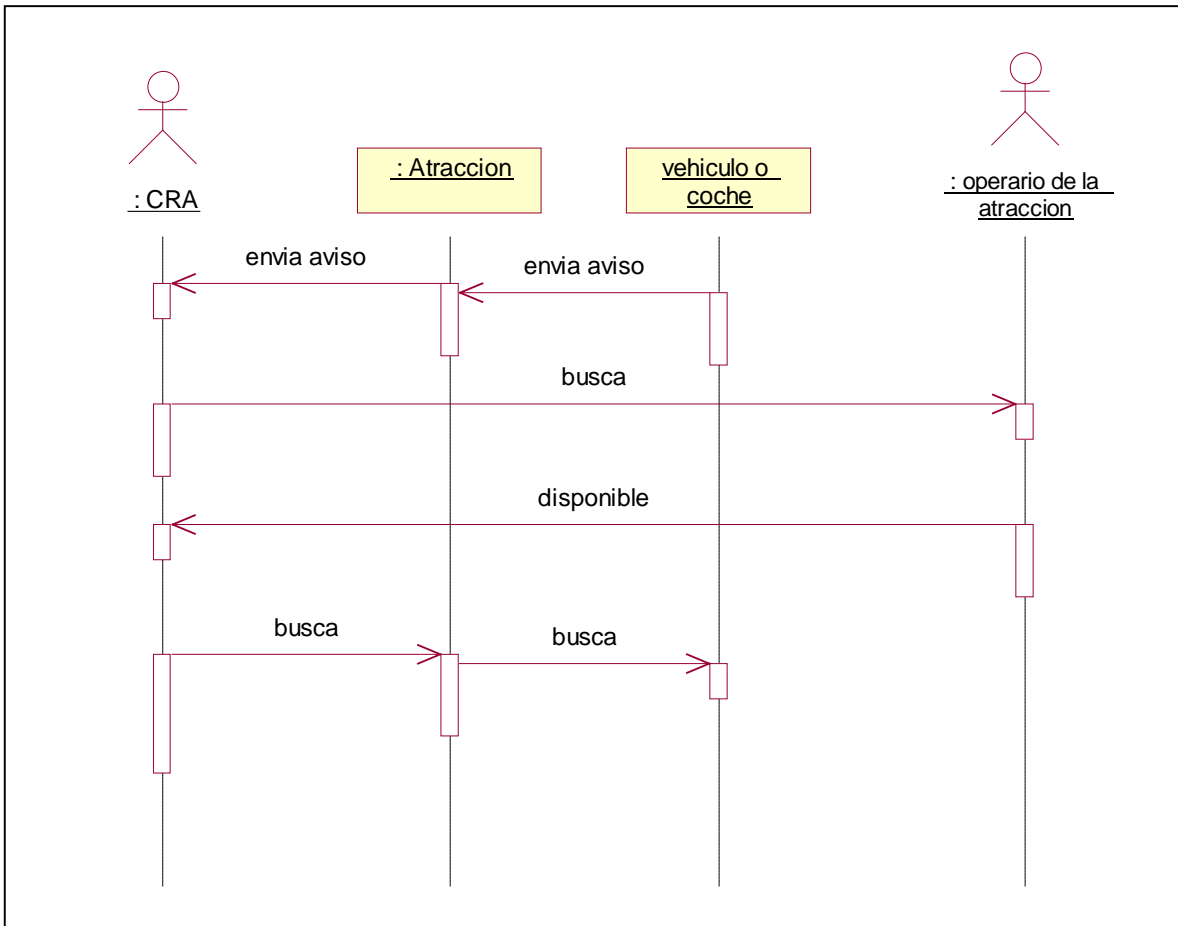 : CRA
: Atraccion
vehiculo o
coche
: operario de la
atraccion
envia aviso
envia aviso
busca
disponible
busca
busca